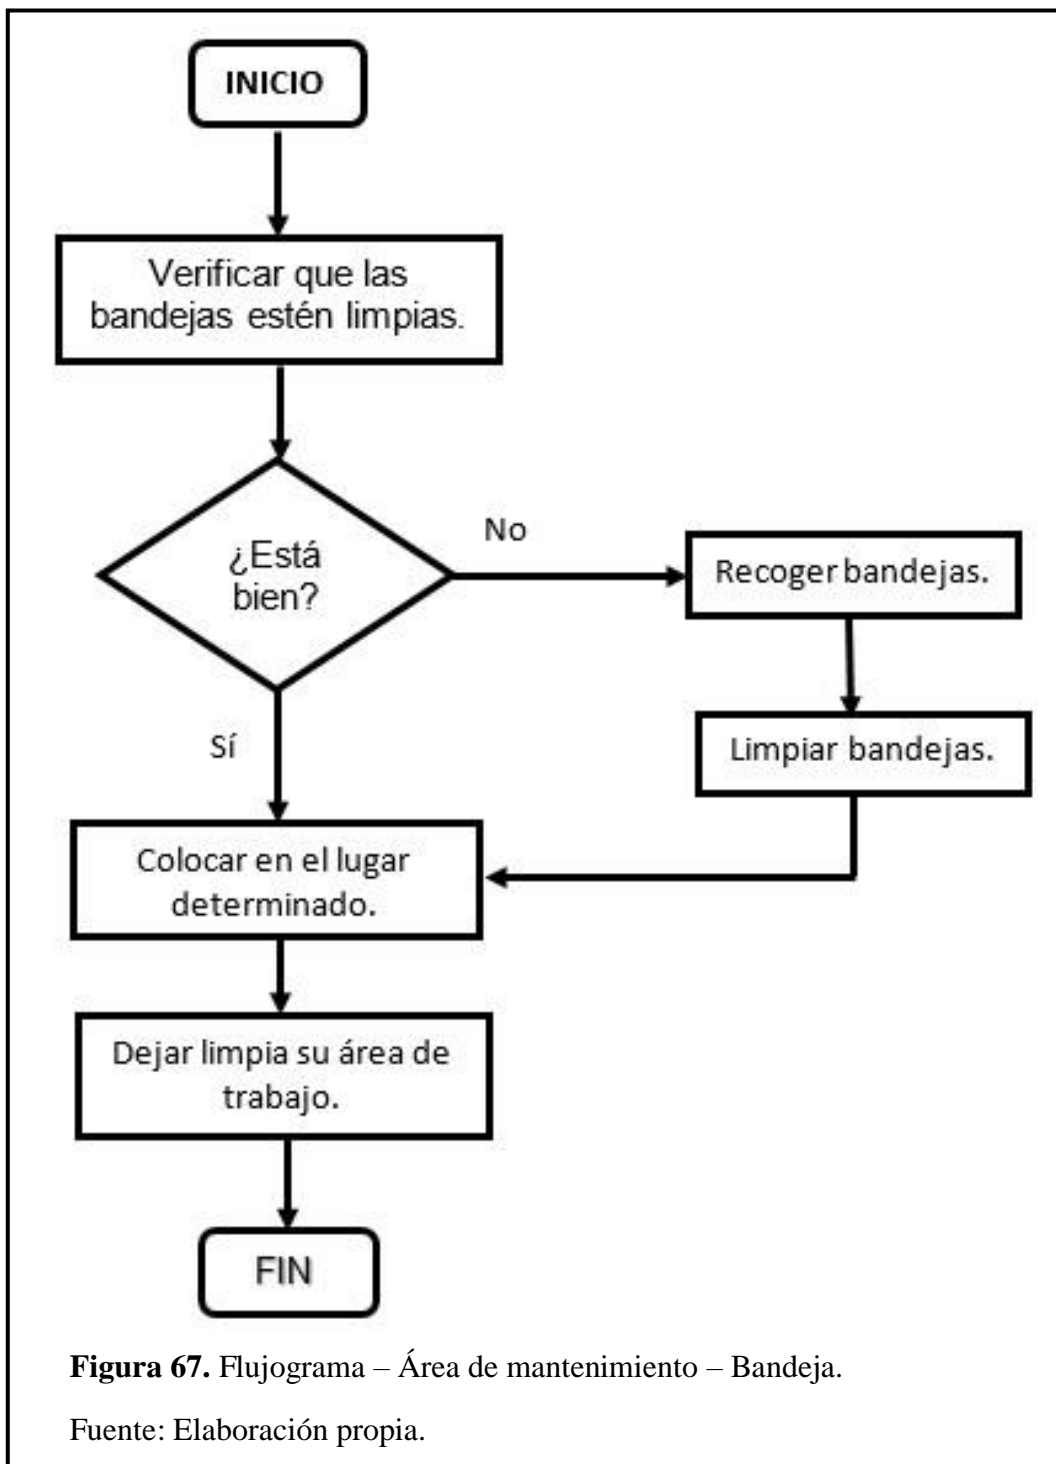 INICIO
Verificar que las
bandejas estén limpias.
¿Está
bien?
No
Recoger bandejas.
Limpiar bandejas.
Sí
Colocar en el lugar
determinado.
Dejar limpia su área de
trabajo.
FIN
Figura 67. Flujograma – Área de mantenimiento – Bandeja.
Fuente: Elaboración propia.